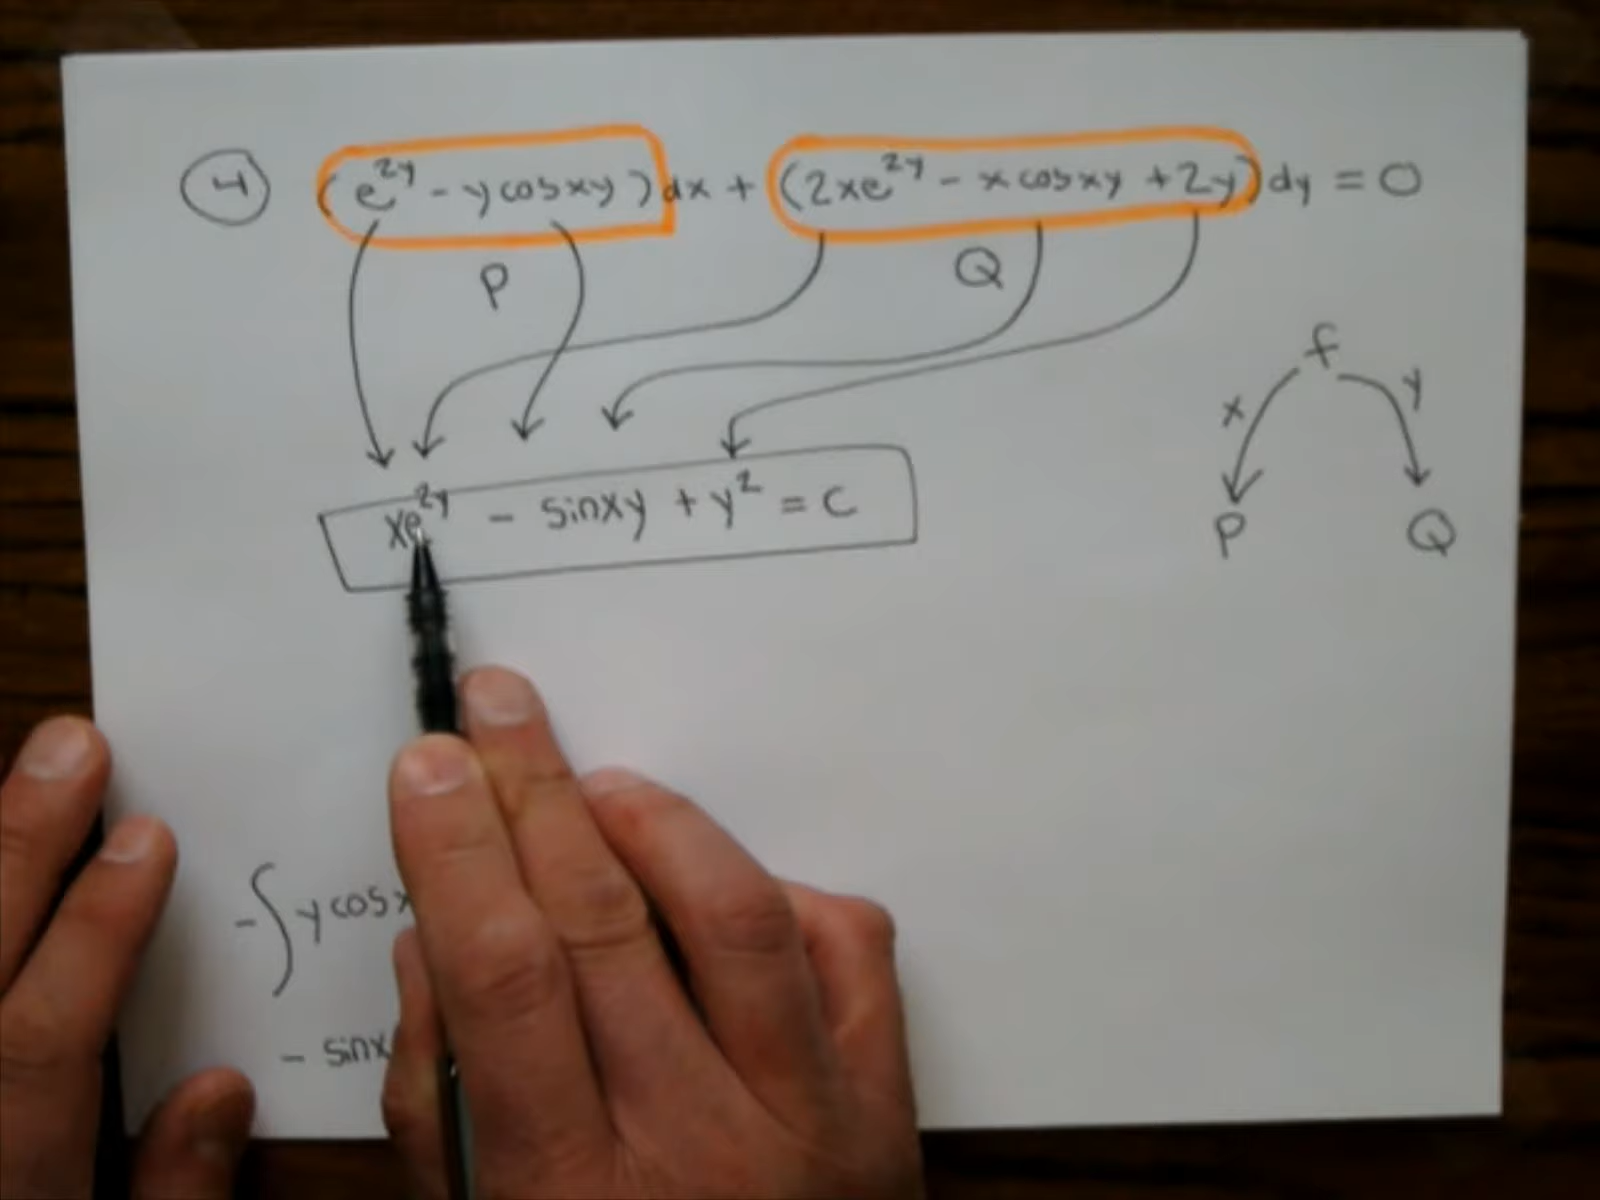 4 (e^2y - y cos xy) dx + (2xe^2y - x cos xy + 2y) dy = 0
P Q
f
x y
P Q
xe^2y - sin xy + y^2 = C
-∫ y cos x
- sin x